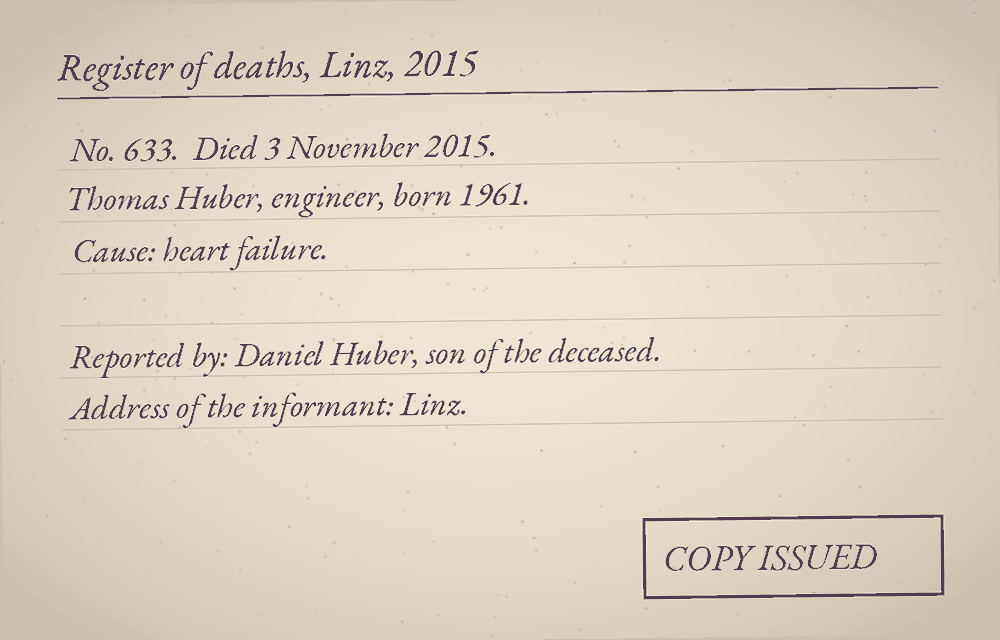 Register of deaths, Linz, 2015
No. 633. Died 3 November 2015.
Thomas Huber, engineer, born 1961.
Cause: heart failure.
Reported by: Daniel Huber, son of the deceased.
Address of the informant: Linz.
COPY ISSUED